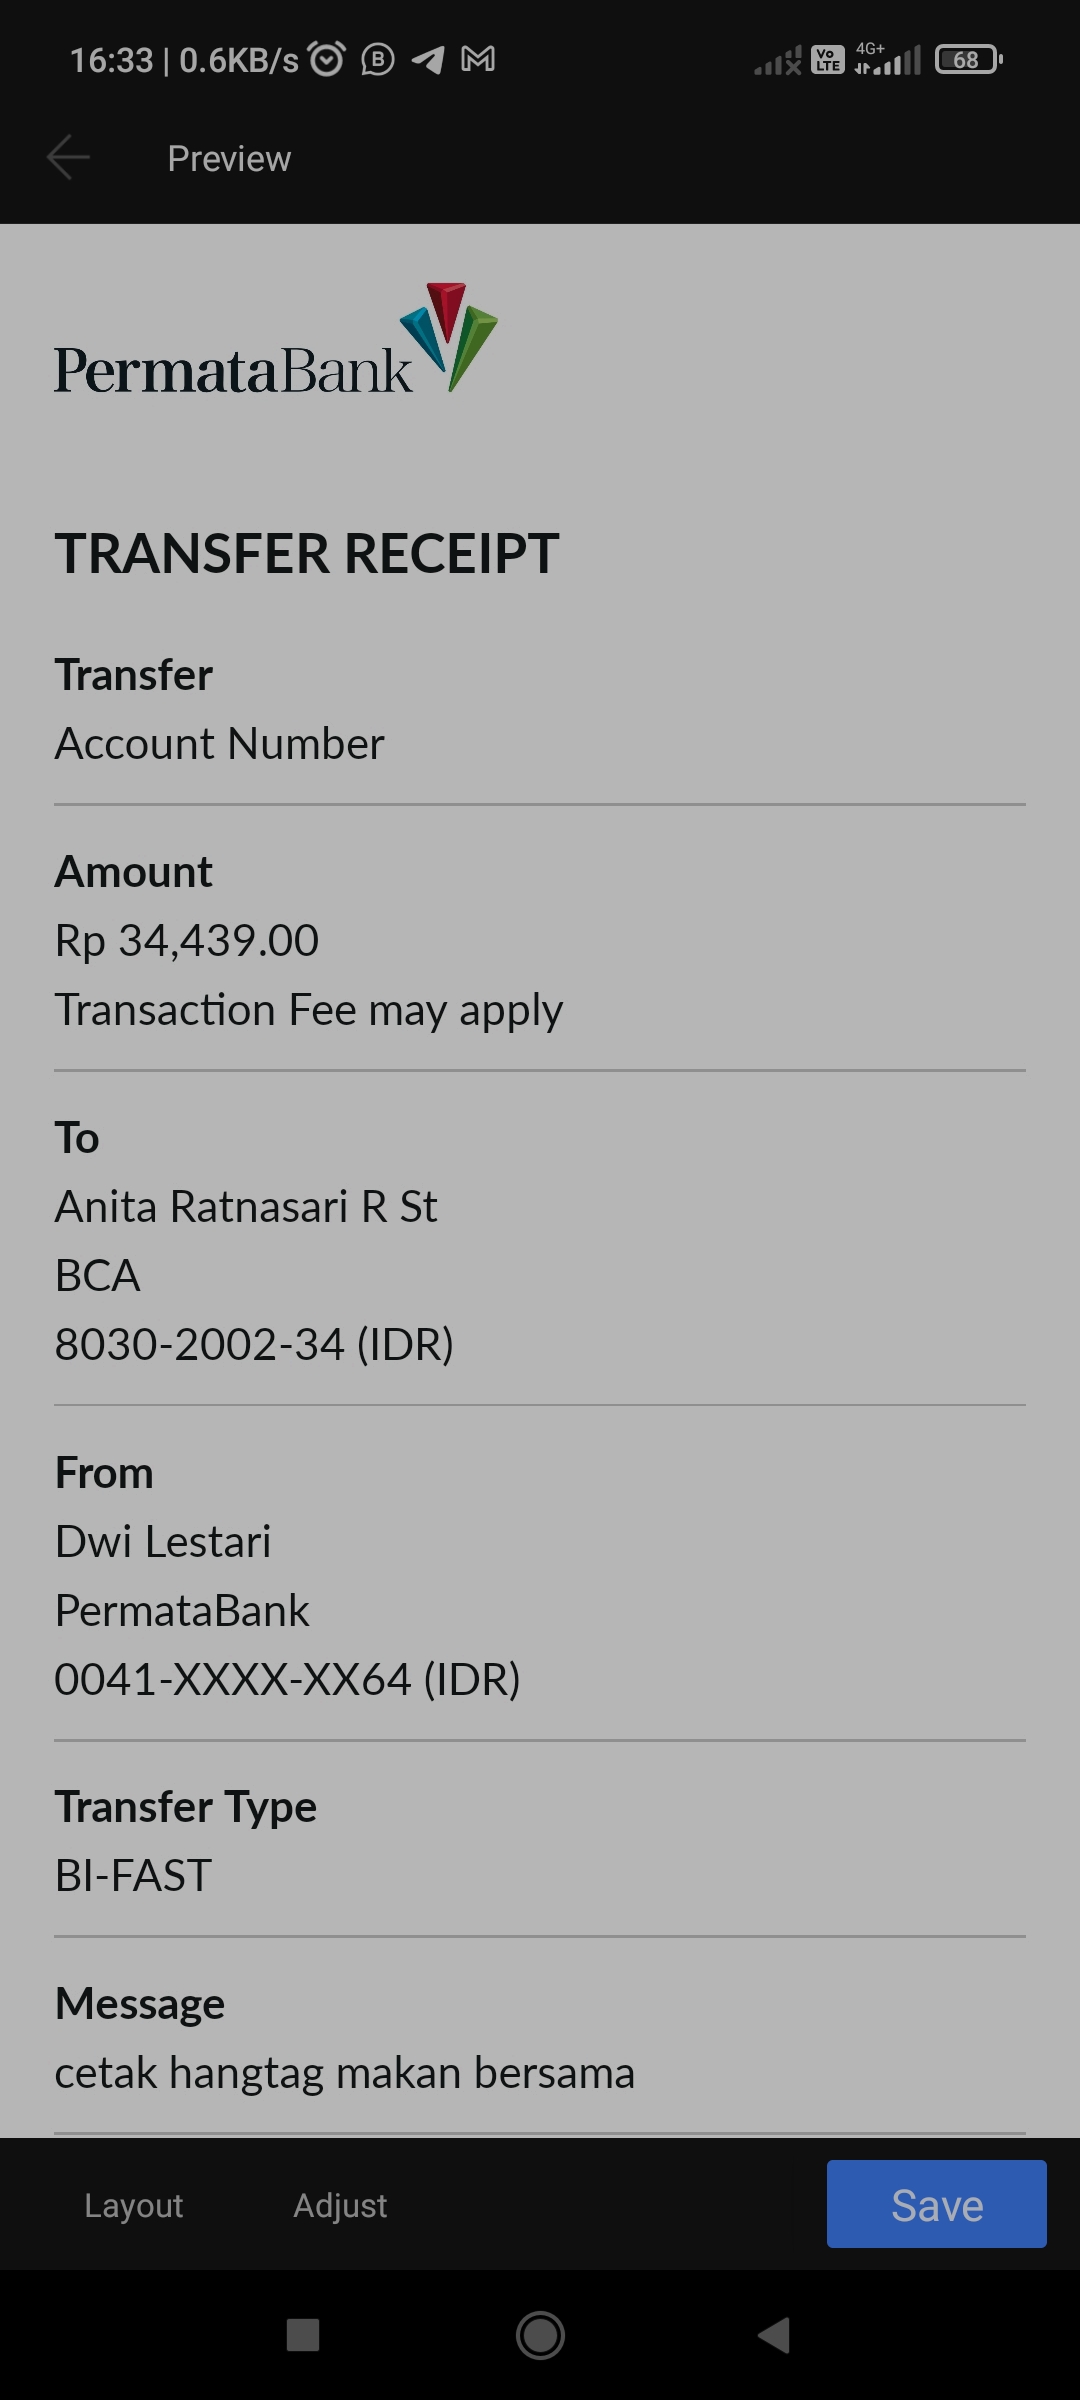 16:33 | 0.6KB/s B Vo LTE 4G+ 68
Preview
PermataBank
TRANSFER RECEIPT
Transfer
Account Number
Amount
Rp 34,439.00
Transaction Fee may apply
To
Anita Ratnasari R St
BCA
8030-2002-34 (IDR)
From
Dwi Lestari
PermataBank
0041-XXXX-XX64 (IDR)
Transfer Type
BI-FAST
Message
cetak hangtag makan bersama
Layout Adjust Save